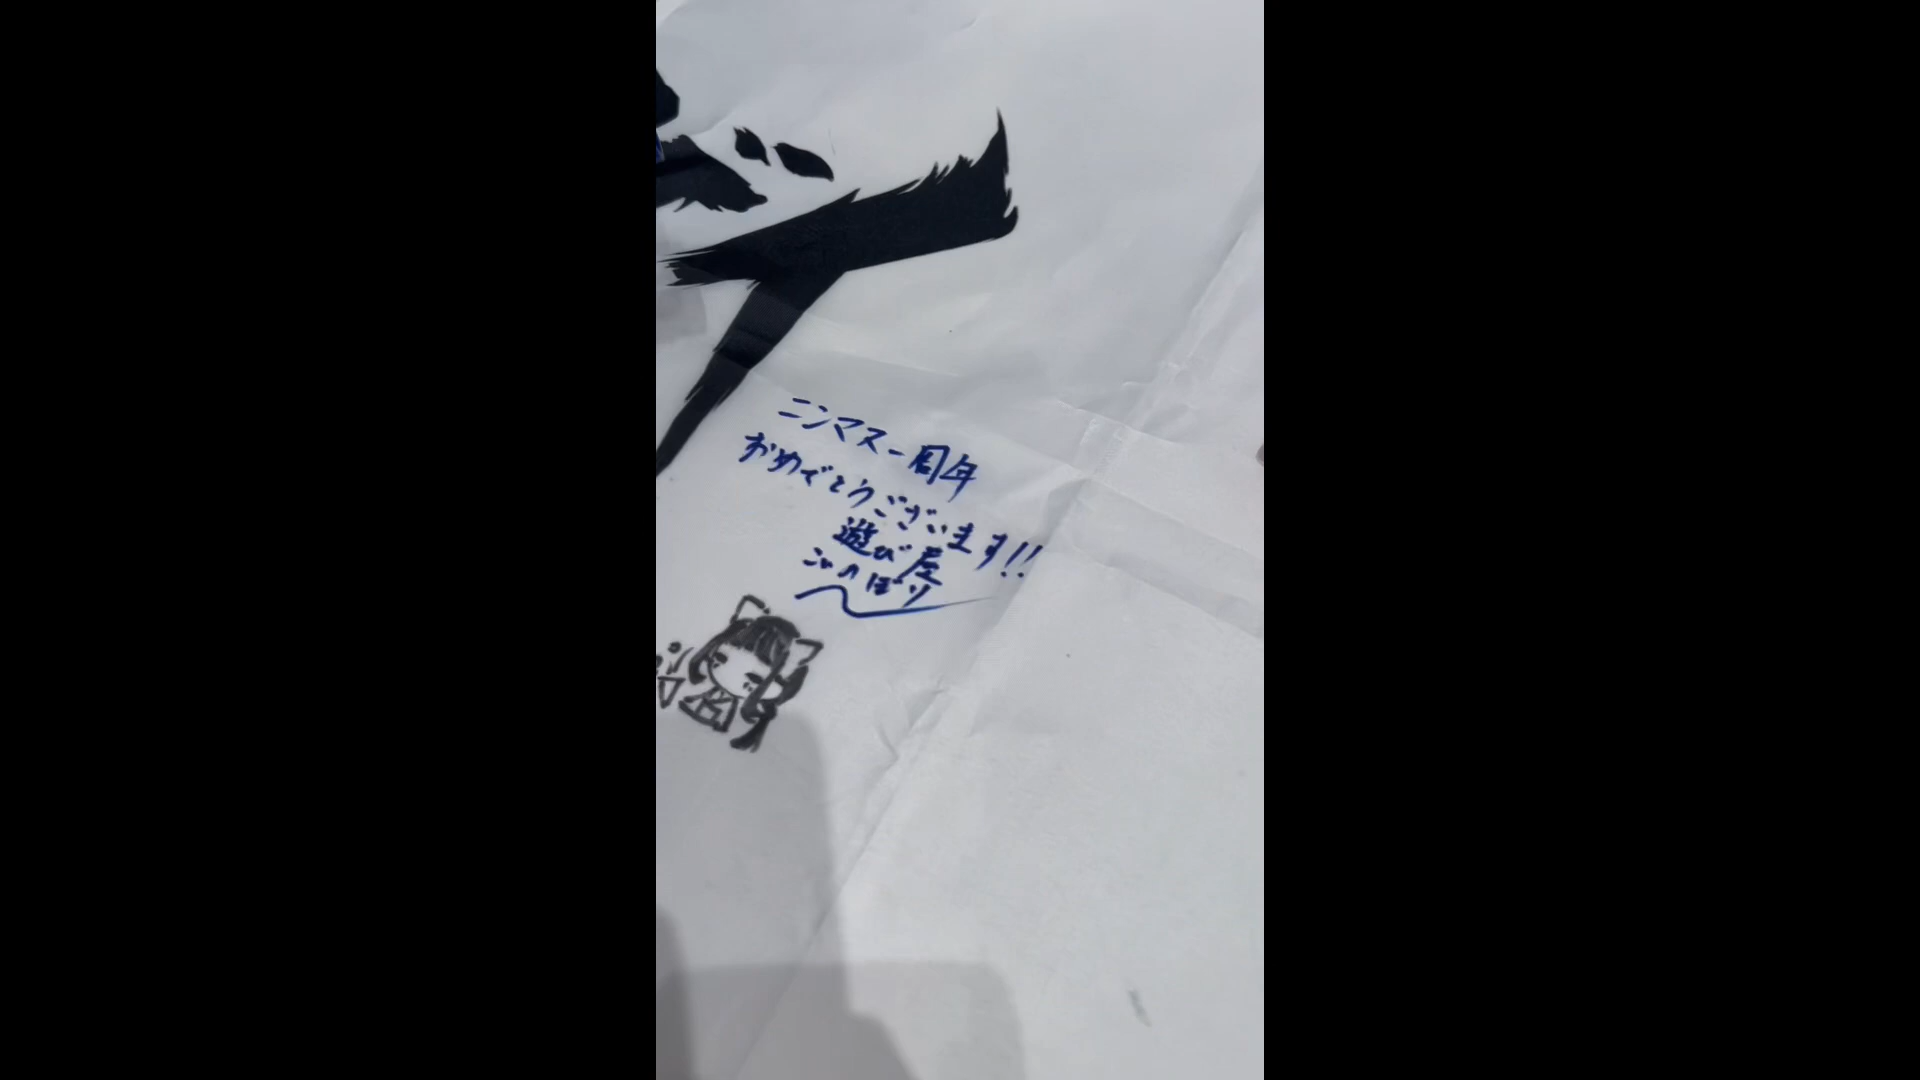 ニンマス一周年
おめでとうございます!!
遊び屋
こいのぼり